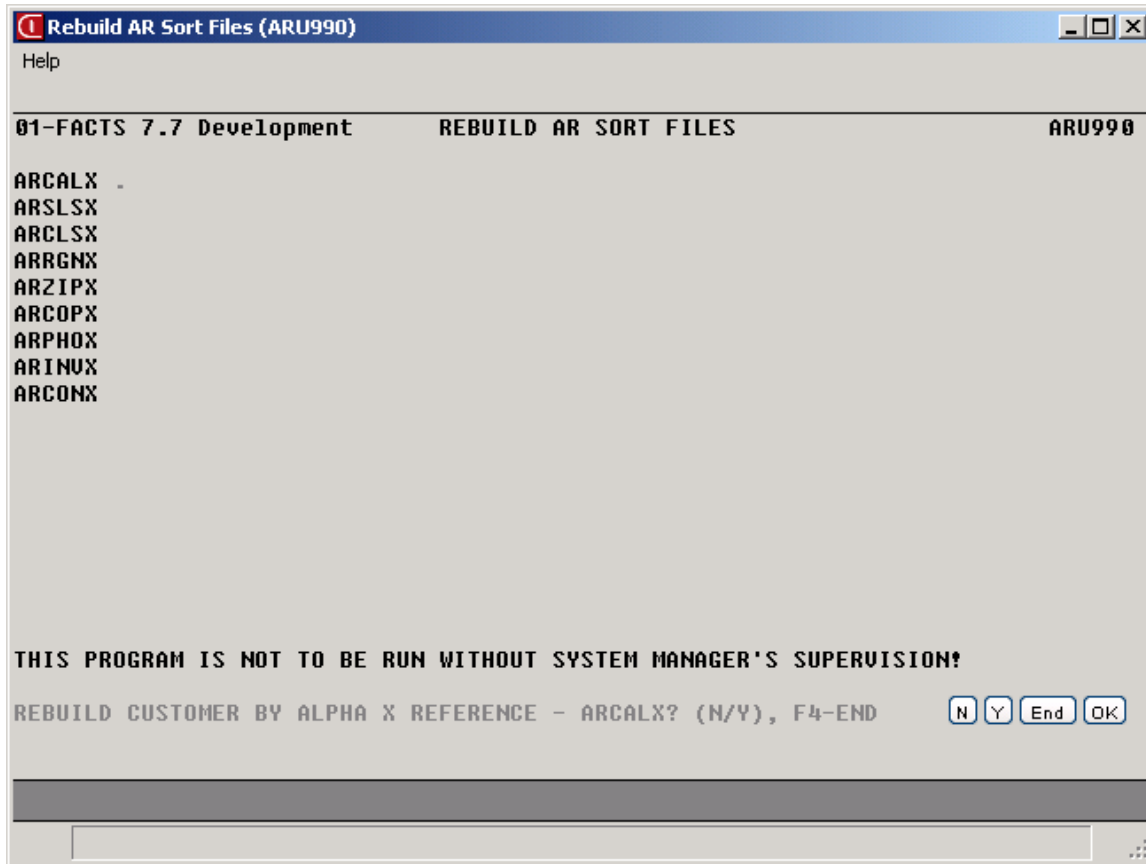 Rebuild AR Sort Files (ARU990)
Help
01-FACTS 7.7 Development REBUILD AR SORT FILES ARU990
ARCALX .
ARSLSX
ARCLSX
ARRGNX
ARZIPX
ARCOPX
ARPHOX
ARINVX
ARCONX
THIS PROGRAM IS NOT TO BE RUN WITHOUT SYSTEM MANAGER'S SUPERVISION!
REBUILD CUSTOMER BY ALPHA X REFERENCE - ARCALX? (N/Y), F4-END N Y End OK